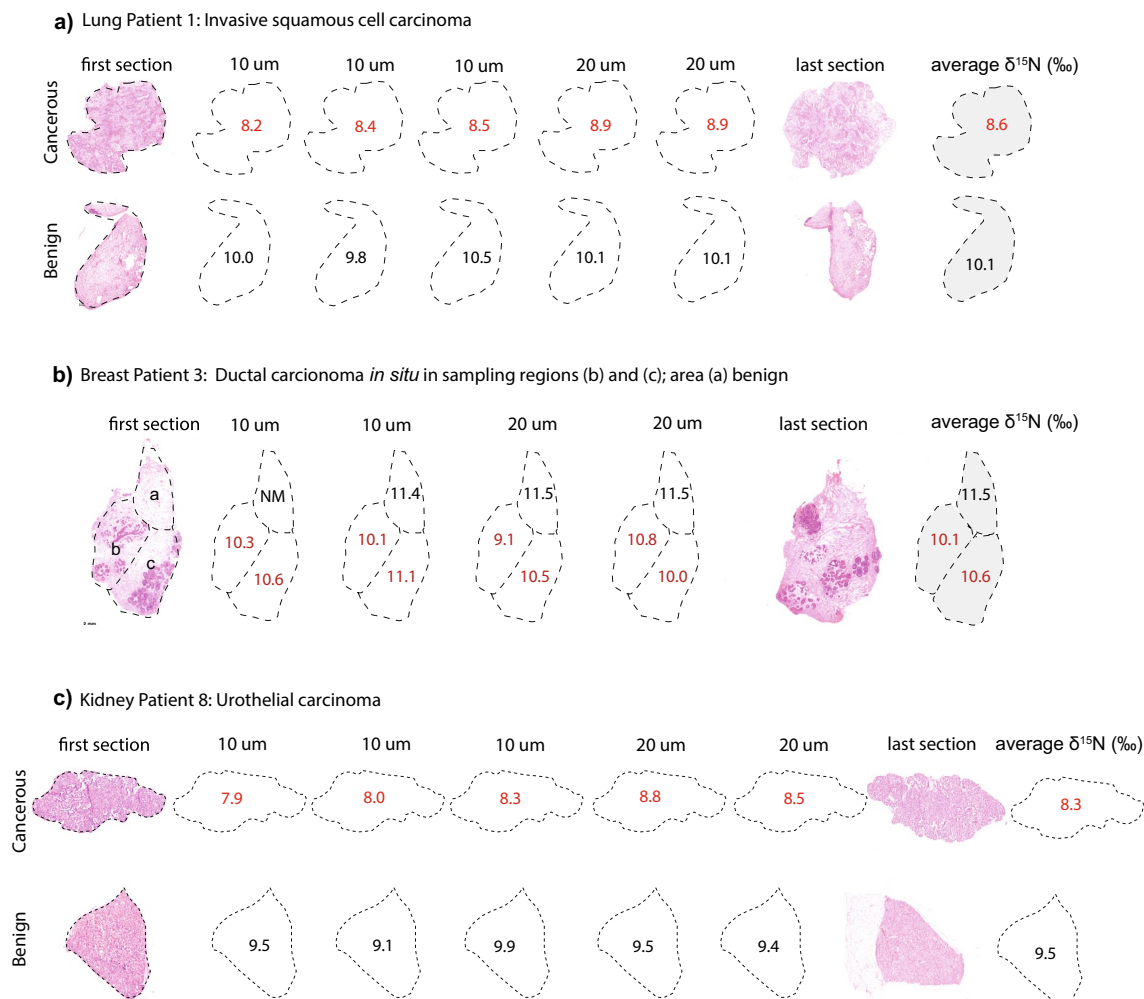 a) Lung Patient 1: Invasive squamous cell carcinoma
first section 10 um 10 um 10 um 20 um 20 um last section average δ¹⁵N (‰)
Cancerous 8.2 8.4 8.5 8.9 8.9 8.6
Benign 10.0 9.8 10.5 10.1 10.1 10.1
b) Breast Patient 3: Ductal carcionoma in situ in sampling regions (b) and (c); area (a) benign
first section 10 um 10 um 20 um 20 um last section average δ¹⁵N (‰)
a NM 11.4 11.5 11.5 11.5
b 10.3 10.1 9.1 10.8 10.1
c 10.6 11.1 10.5 10.0 10.6
2 mm
c) Kidney Patient 8: Urothelial carcinoma
first section 10 um 10 um 10 um 20 um 20 um last section average δ¹⁵N (‰)
Cancerous 7.9 8.0 8.3 8.8 8.5 8.3
Benign 9.5 9.1 9.9 9.5 9.4 9.5